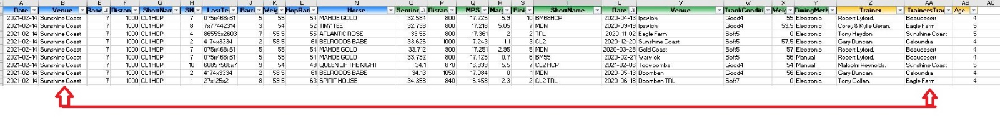 A B E F G H I J K L N O P Q R S T U V W X Y Z AA AB AC
Date Venue Race Distan ShortNam SN LastTe Barri Weig HcpRat Horse Section Distan MPS Marg Fini ShortName Date Venue TrackConditi Weig TimingMeth Trainer TrainersTrac Age
2021-02-14 Sunshine Coast 7 1000 CL1HCP 7 075x468x61 5 55 54 MAHOE GOLD 32.584 800 17.225 5.9 10 BM68HCP 2020-04-13 Ipswich Good4 55 Electronic Robert Lyford. Beaudesert 4
2021-02-14 Sunshine Coast 7 1000 CL1HCP 8 7x77442314 3 54 52 TINY TEE 32.738 800 17.216 5.05 7 MDN 2020-09-19 Ipswich Good4 53.5 Electronic Corey & Kylie Geran. Eagle Farm 5
2021-02-14 Sunshine Coast 7 1000 CL1HCP 4 86559x2603 7 55.5 55 ATLANTIC ROSE 33.55 800 17.361 2 2 TRL 2020-11-02 Eagle Farm Soft5 0 Electronic Tony Haydon. Sunshine Coast 5
2021-02-14 Sunshine Coast 7 1000 CL1HCP 2 4174x3334 2 58.5 61 BELROCOS BABE 33.626 1000 17.243 1.1 3 CL2 2020-12-20 Sunshine Coast Soft5 57.5 Electronic Gary Duncan. Caloundra 4
2021-02-14 Sunshine Coast 7 1000 CL1HCP 7 075x468x61 5 55 54 MAHOE GOLD 33.712 900 17.251 2.95 5 MDN 2020-03-28 Gold Coast Soft5 57 Electronic Robert Lyford. Beaudesert 4
2021-02-14 Sunshine Coast 7 1000 CL1HCP 7 075x468x61 5 55 54 MAHOE GOLD 33.792 800 17.425 0.7 6 BM55 2020-02-21 Warwick Soft5 56 Manual Robert Lyford. Beaudesert 4
2021-02-14 Sunshine Coast 7 1000 CL1HCP 10 60857568x7 9 54 49 QUEEN OF THE NIGHT 34.1 870 16.939 5.5 7 CL2 HCP 2021-02-06 Toowoomba Good4 54 Manual Malcolm Reynolds. Sunshine Coast 5
2021-02-14 Sunshine Coast 7 1000 CL1HCP 2 4174x3334 2 58.5 61 BELROCOS BABE 34.13 1050 17.084 0 1 MDN 2020-05-13 Doomben Good4 56 Electronic Gary Duncan. Caloundra 4
2021-02-14 Sunshine Coast 7 1000 CL1HCP 1 27x125x2 8 59.5 63 SPIRIT HOUSE 34.358 840 16.458 2.3 2 CL2 TRL 2020-06-18 Doomben TRL Soft7 0 Electronic Tony Gollan. Eagle Farm 4